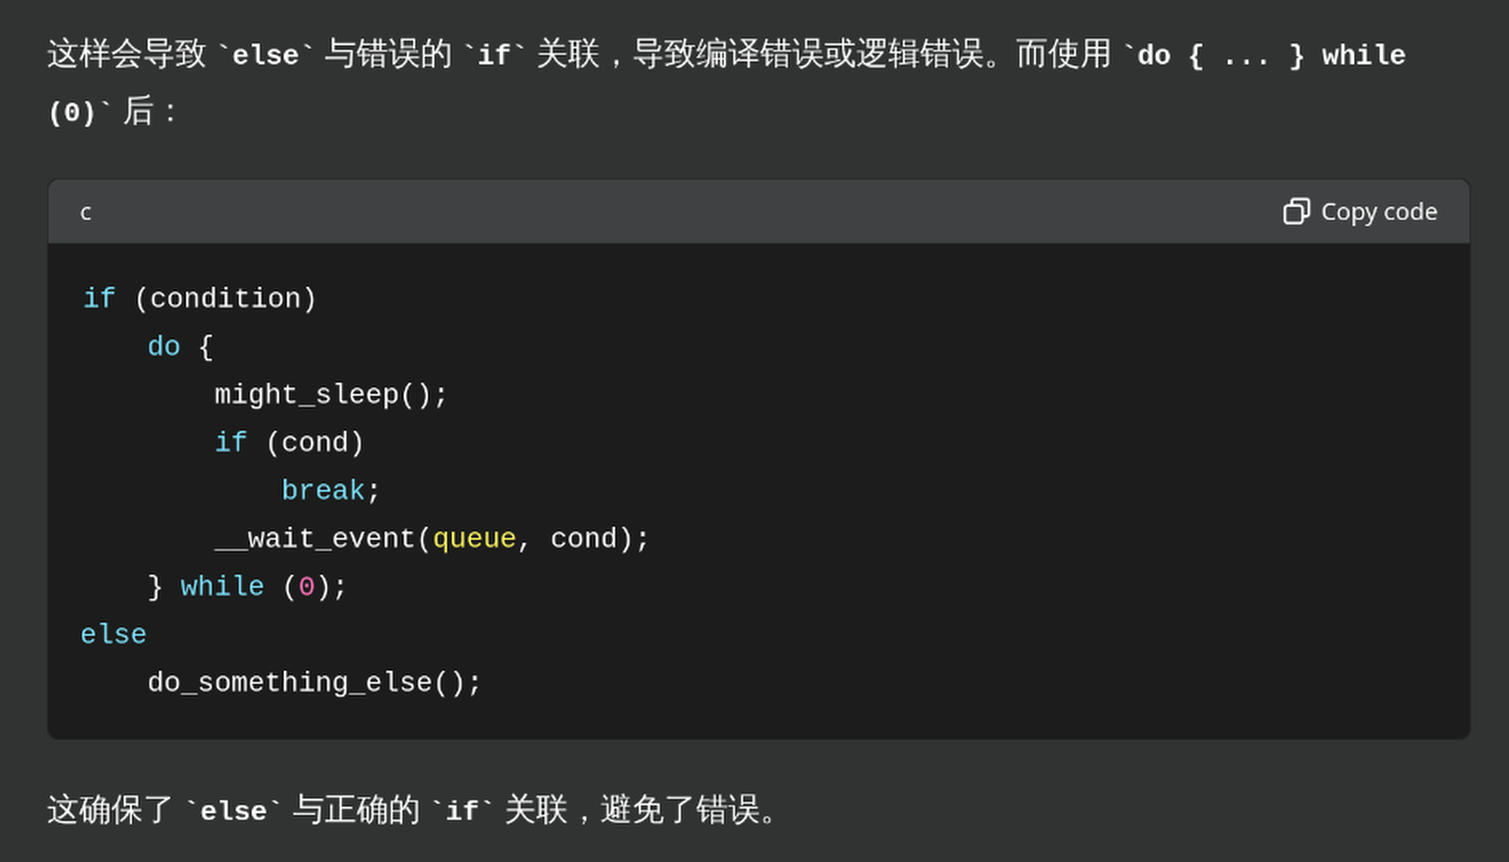 这样会导致 `else` 与错误的 `if` 关联，导致编译错误或逻辑错误。而使用 `do { ... } while
(0)` 后：
c
Copy code
if (condition)
    do {
        might_sleep();
        if (cond)
            break;
        __wait_event(queue, cond);
    } while (0);
else
    do_something_else();
这确保了 `else` 与正确的 `if` 关联，避免了错误。